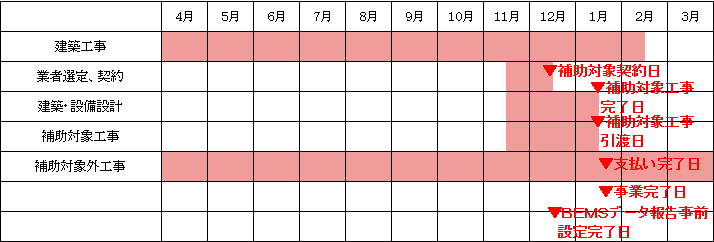 4月 5月 6月 7月 8月 9月 10月 11月 12月 1月 2月 3月
建築工事
業者選定、契約 ▼補助対象契約日
▼補助対象工事
建築・設備設計 完了日
▼補助対象工事
補助対象工事 引渡日
補助対象外工事 ▼支払い完了日
▼事業完了日
▼BEMSデータ報告事前
設定完了日